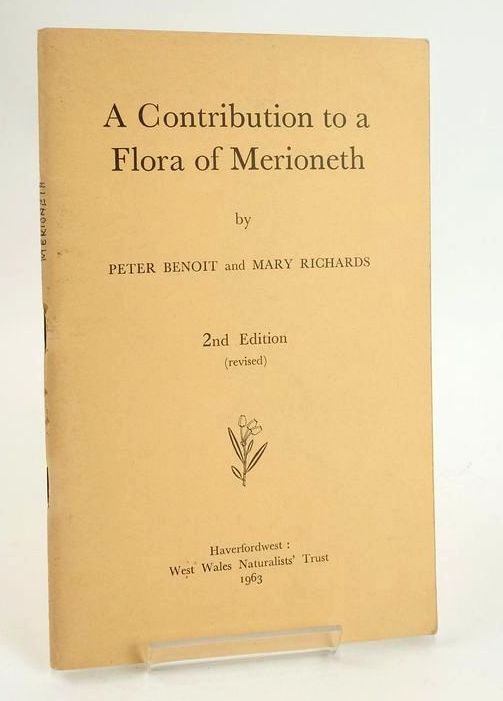 A Contribution to a
Flora of Merioneth
by
PETER BENOIT and MARY RICHARDS
2nd Edition
(revised)
Haverfordwest :
West Wales Naturalists' Trust
1963
MERIONETH